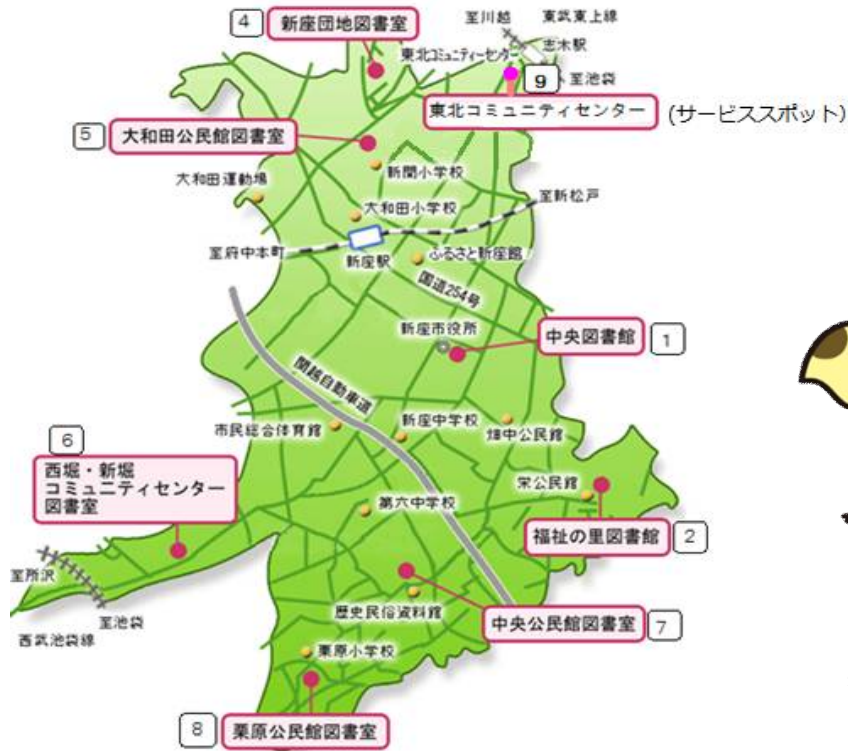 至川越
東武東上線
4
新座団地図書室
志木駅
東北コミュニティーセンター
9
至池袋
東北コミュニティセンター
(サービススポット)
5
大和田公民館図書室
新開小学校
大和田運動場
至新松戸
大和田小学校
至府中本町
新座駅
ふるさと新座館
国道254号
新座市役所
中央図書館
1
関越自動車道
市民総合体育館
新座中学校
畑中公民館
6
西堀・新堀
コミュニティセンター
図書室
栄公民館
第六中学校
福祉の里図書館
2
至所沢
至池袋
西武池袋線
歴史民俗資料館
中央公民館図書室
7
栗原小学校
8
栗原公民館図書室